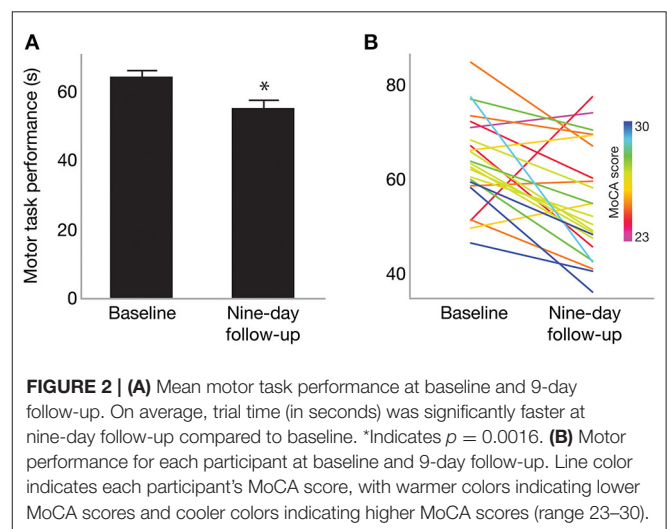 A
B
Motor task performance (s)
60
40
20
0
*
Baseline
Nine-day
follow-up
80
60
40
Baseline
Nine-day
follow-up
30
MoCA score
23
FIGURE 2 | (A) Mean motor task performance at baseline and 9-day
follow-up. On average, trial time (in seconds) was significantly faster at
nine-day follow-up compared to baseline. *Indicates p = 0.0016. (B) Motor
performance for each participant at baseline and 9-day follow-up. Line color
indicates each participant's MoCA score, with warmer colors indicating lower
MoCA scores and cooler colors indicating higher MoCA scores (range 23–30).